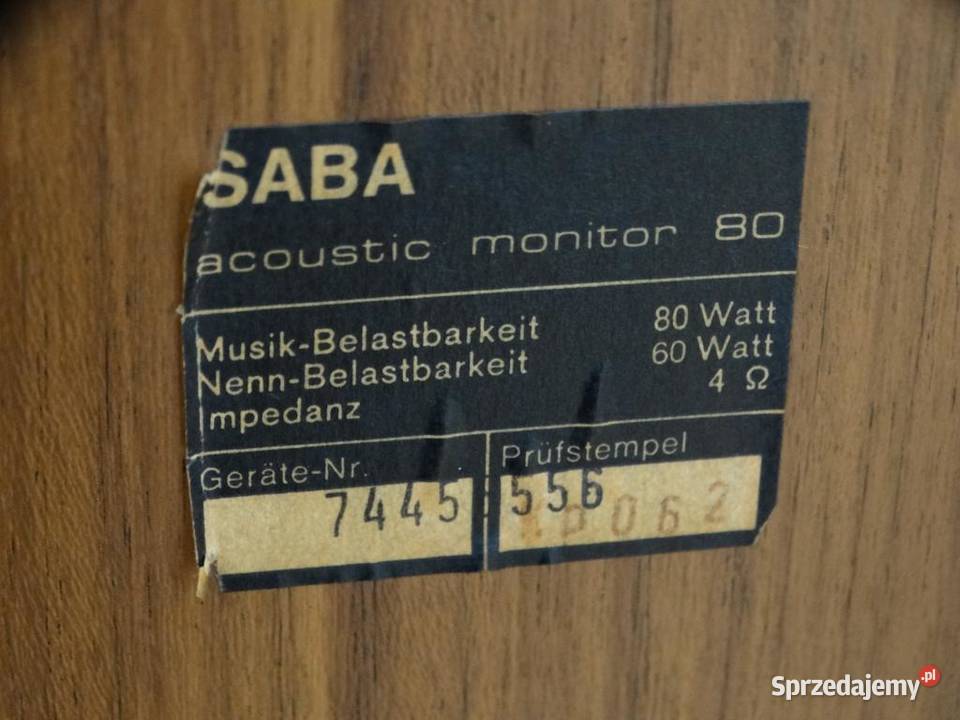 SABA
acoustic monitor 80
Musik-Belastbarkeit 80 Watt
Nenn-Belastbarkeit 60 Watt
Impedanz 4 Ω
Geräte-Nr. Prüfstempel
7445 556
062
Sprzedajemy.pl